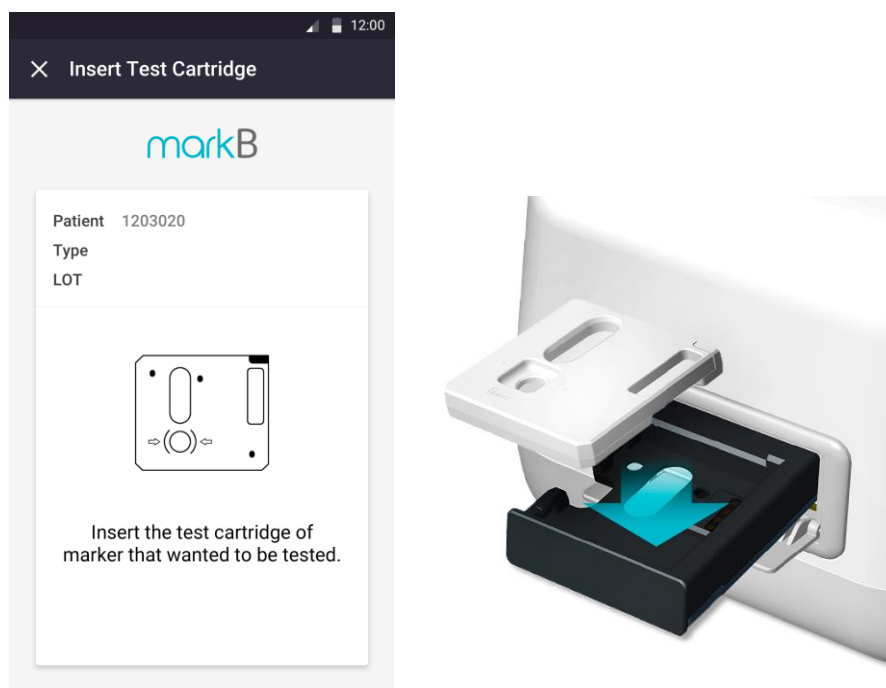 12:00
Insert Test Cartridge
markB
Patient 1203020
Type
LOT
Insert the test cartridge of
marker that wanted to be tested.